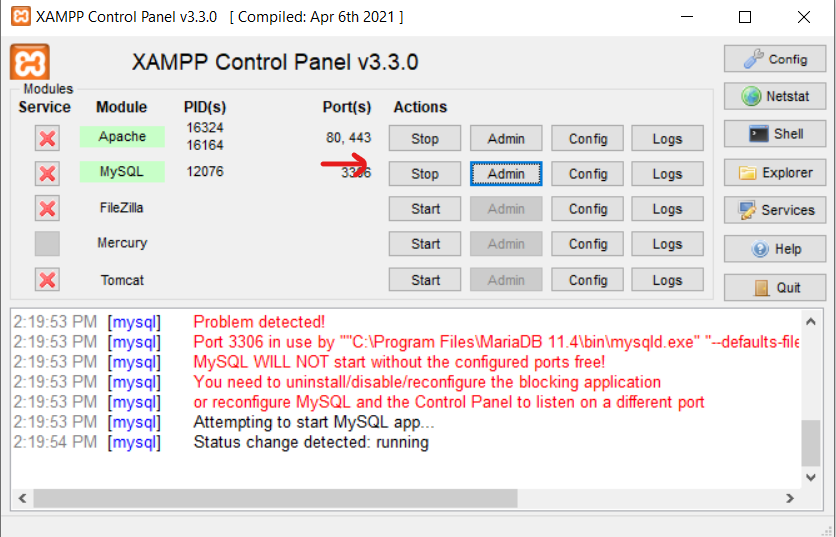 XAMPP Control Panel v3.3.0 [ Compiled: Apr 6th 2021 ]
XAMPP Control Panel v3.3.0
Config
Modules
Service Module PID(s) Port(s) Actions
Netstat
Apache 16324 16164 80, 443 Stop Admin Config Logs
Shell
MySQL 12076 3306 Stop Admin Config Logs
Explorer
FileZilla Start Admin Config Logs
Services
Mercury Start Admin Config Logs
Help
Tomcat Start Admin Config Logs
Quit
2:19:53 PM [mysql] Problem detected!
2:19:53 PM [mysql] Port 3306 in use by ""C:\Program Files\MariaDB 11.4\bin\mysqld.exe" "--defaults-file
2:19:53 PM [mysql] MySQL WILL NOT start without the configured ports free!
2:19:53 PM [mysql] You need to uninstall/disable/reconfigure the blocking application
2:19:53 PM [mysql] or reconfigure MySQL and the Control Panel to listen on a different port
2:19:53 PM [mysql] Attempting to start MySQL app...
2:19:54 PM [mysql] Status change detected: running